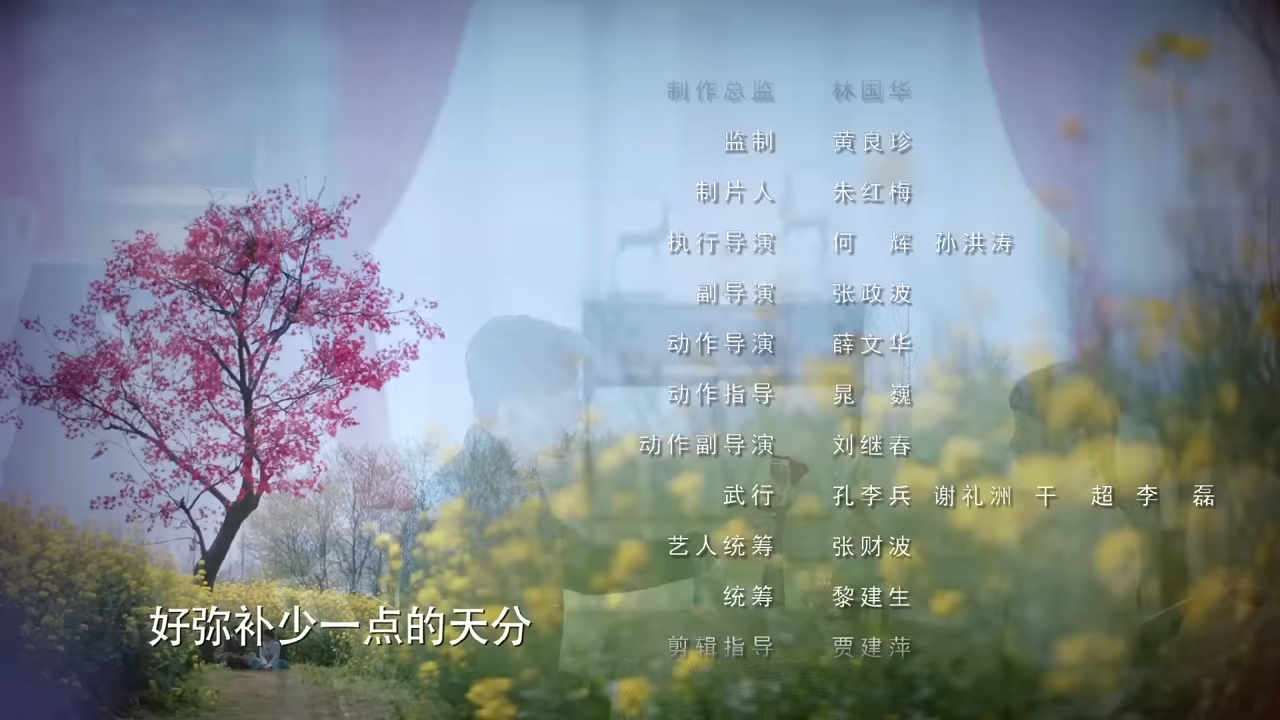 制作总监 林国华
监制 黄良珍
制片人 朱红梅
执行导演 何 辉 孙洪涛
副导演 张政波
动作导演 薛文华
动作指导 晁 巍
动作副导演 刘继春
武行 孔李兵 谢礼洲 干 超 李 磊
艺人统筹 张财波
统筹 黎建生
剪辑指导 贾建萍
好弥补少一点的天分